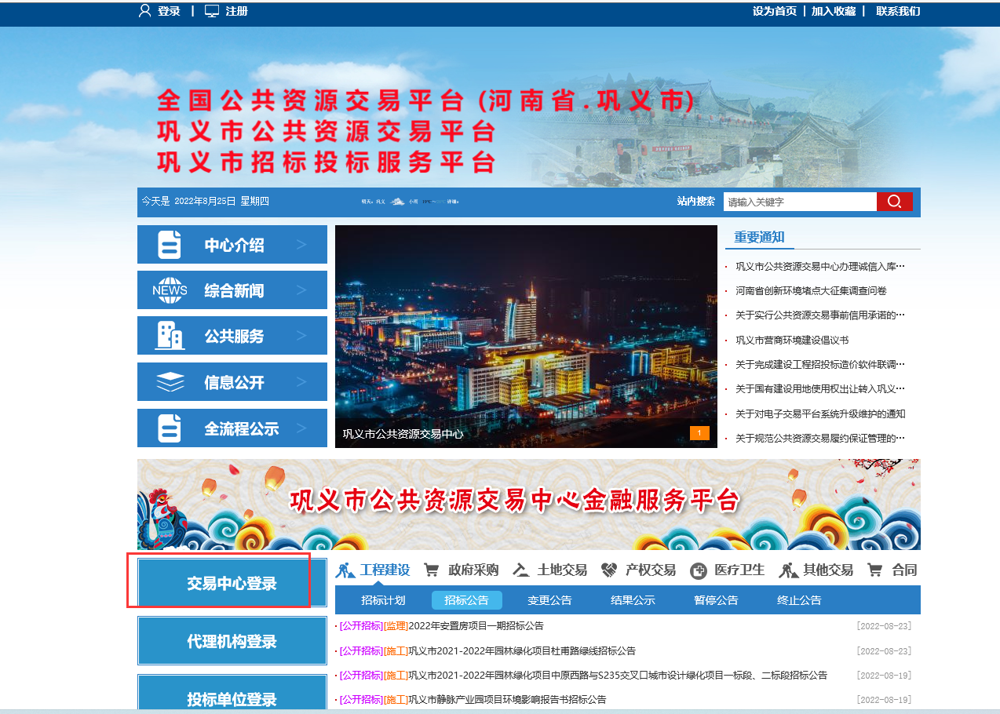 登录 | 注册
设为首页 | 加入收藏 | 联系我们
全国公共资源交易平台(河南省.巩义市)
巩义市公共资源交易平台
巩义市招标投标服务平台
今天是 2022年8月25日 星期四
站内搜索 请输入关键字
中心介绍 >
综合新闻 >
NEWS
公共服务 >
信息公开 >
全流程公示 >
巩义市公共资源交易中心
1
重要通知
巩义市公共资源交易中心办理诚信入库…
河南省创新环境堵点大征集调查问卷
关于实行公共资源交易事前信用承诺的…
巩义市营商环境建设倡议书
关于完成建设工程招投标造价软件联调…
关于国有建设用地使用权出让转入巩义…
关于对电子交易平台系统升级维护的通知
关于规范公共资源交易履约保证管理的…
巩义市公共资源交易中心金融服务平台
交易中心登录
代理机构登录
投标单位登录
工程建设 政府采购 土地交易 产权交易 医疗卫生 其他交易 合同
招标计划 招标公告 变更公告 结果公示 暂停公告 终止公告
[公开招标][监理]2022年安置房项目一期招标公告 [2022-08-23]
[公开招标][施工]巩义市2021-2022年园林绿化项目杜甫路绿线招标公告 [2022-08-23]
[公开招标][施工]巩义市2021-2022年园林绿化项目中原西路与S235交叉口城市设计绿化项目一标段、二标段招标公告 [2022-08-19]
[公开招标][施工]巩义市静脉产业园项目环境影响报告书招标公告 [2022-08-19]